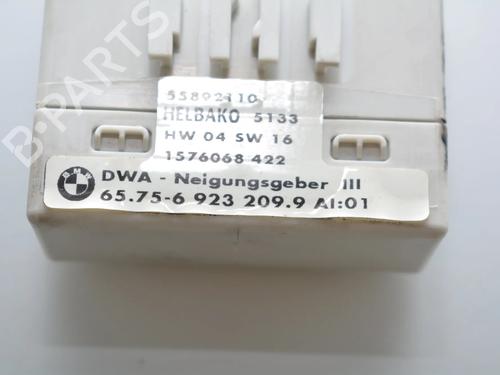 55892110
HELBAKO 5133
HW 04 SW 16
1576068 422
BMW DWA - Neigungsgeber III
65.75-6 923 209.9 AI:01
B-PARTS